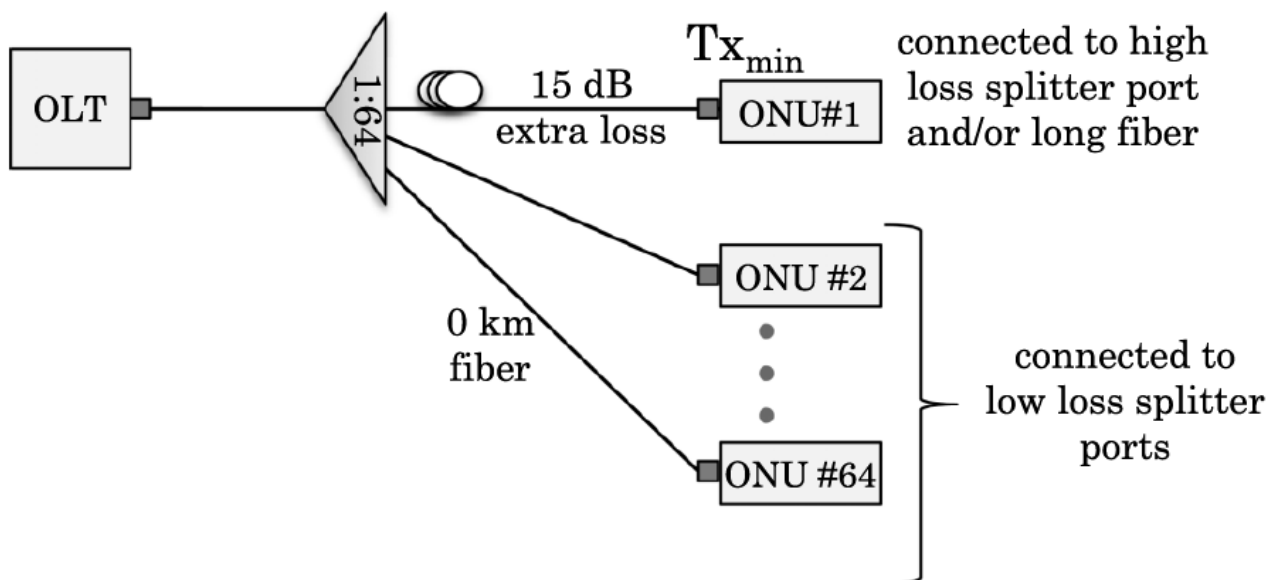 OLT
1:64
15 dB
extra loss
Txmin
ONU#1
connected to high
loss splitter port
and/or long fiber
ONU #2
0 km
fiber
ONU #64
connected to
low loss splitter
ports